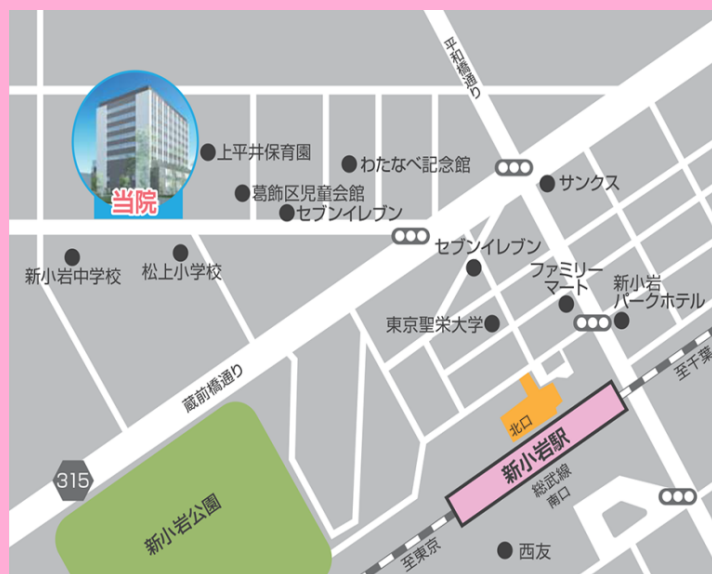 平和橋通り
上平井保育園
わたなべ記念館
サンクス
葛飾区児童会館
セブンイレブン
当院
新小岩中学校
松上小学校
セブンイレブン
ファミリー
マート
新小岩
パークホテル
東京聖栄大学
至千葉
蔵前橋通り
北口
新小岩駅
総武線
南口
315
新小岩公園
至東京
西友